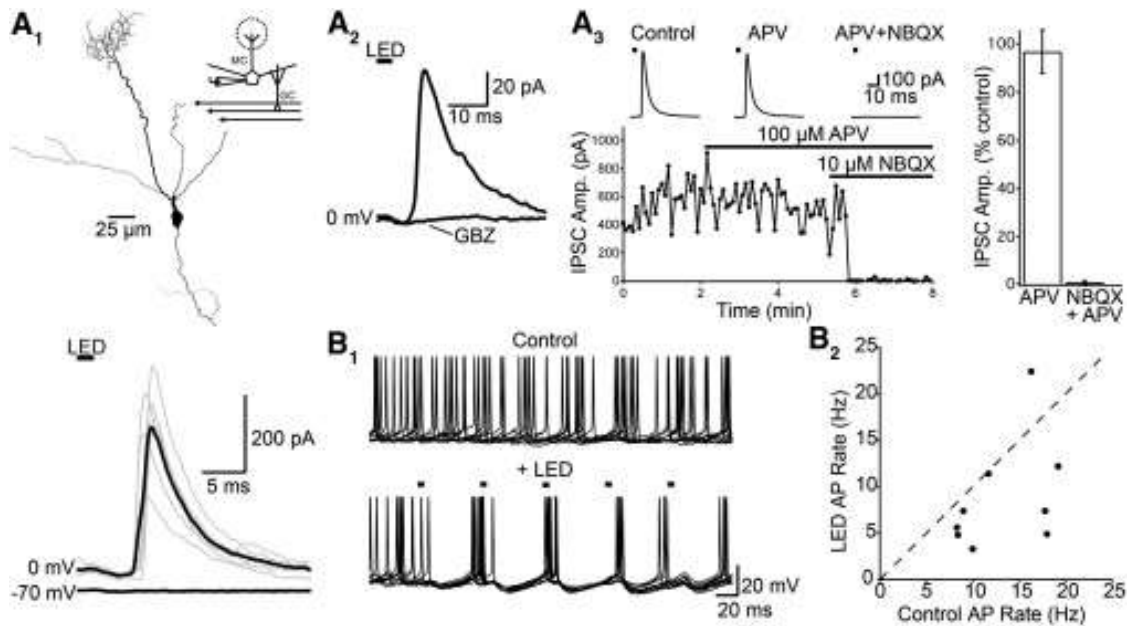 A1
MC
GC
25 µm
LED
200 pA
5 ms
0 mV
-70 mV
A2
LED
20 pA
10 ms
0 mV
GBZ
A3
Control APV APV+NBQX
100 pA
10 ms
IPSC Amp. (pA)
1000
800
600
400
200
0
100 µM APV
10 µM NBQX
0 2 4 6 8
Time (min)
IPSC Amp. (% control)
100
80
60
40
20
0
APV NBQX
+ APV
B1
Control
+ LED
20 mV
20 ms
B2
LED AP Rate (Hz)
25
20
15
10
5
0
0 5 10 15 20 25
Control AP Rate (Hz)